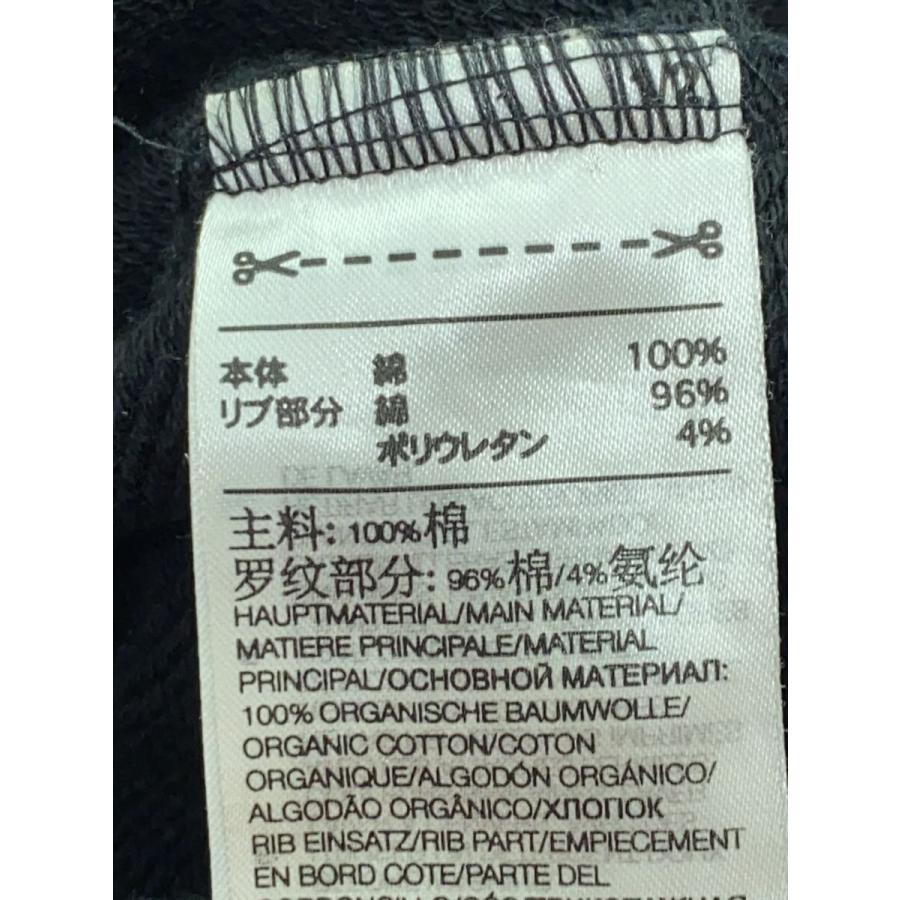 1/2
本体 綿 100%
リブ部分 綿 96%
ポリウレタン 4%
主料: 100%棉
罗纹部分: 96%棉/4%氨纶
HAUPTMATERIAL/MAIN MATERIAL/
MATIERE PRINCIPALE/MATERIAL
PRINCIPAL/ОСНОВНОЙ МАТЕРИАЛ:
100% ORGANISCHE BAUMWOLLE/
ORGANIC COTTON/COTON
ORGANIQUE/ALGODÓN ORGÁNICO/
ALGODÃO ORGÂNICO/ХЛОПОК
RIB EINSATZ/RIB PART/EMPIECEMENT
EN BORD COTE/PARTE DEL